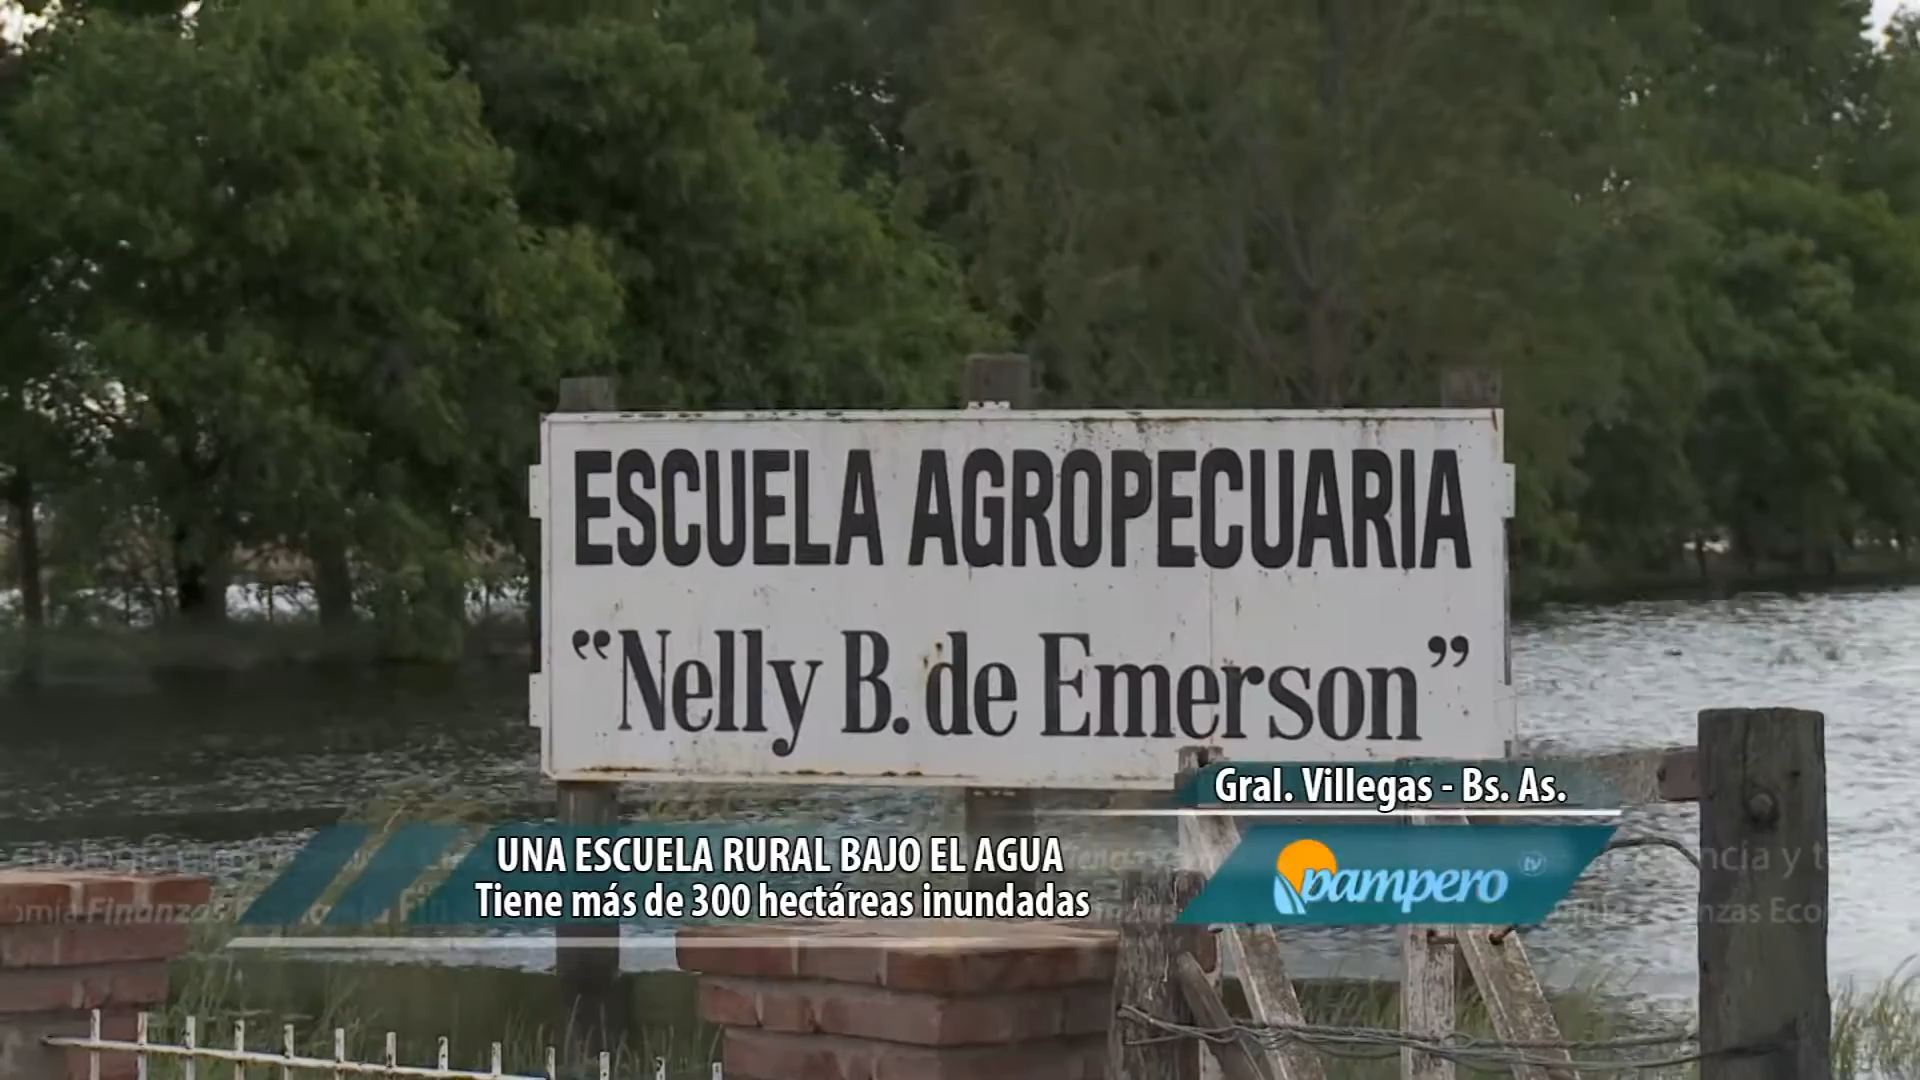 ESCUELA AGROPECUARIA
“Nelly B. de Emerson”
Gral. Villegas - Bs. As.
UNA ESCUELA RURAL BAJO EL AGUA
Tiene más de 300 hectáreas inundadas
pampero tv